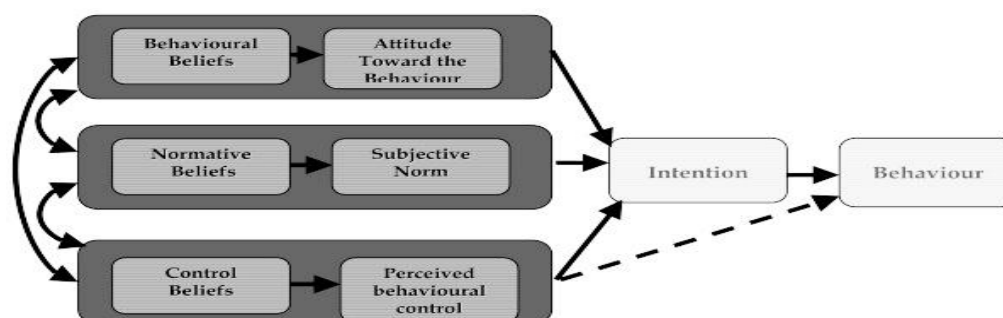 Behavioural
Beliefs
Attitude
Toward the
Behaviour
Normative
Beliefs
Subjective
Norm
Intention
Behaviour
Control
Beliefs
Perceived
behavioural
control